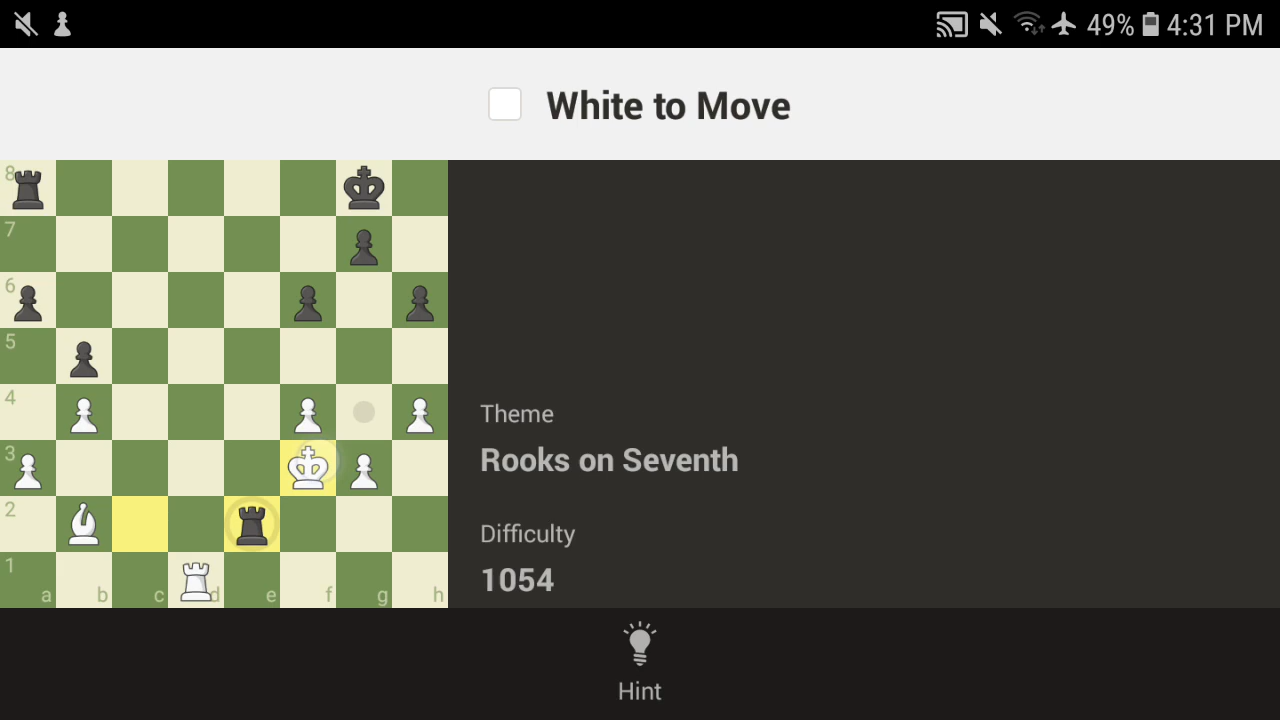 49% 4:31 PM
White to Move
8
7
6
5
4
3
2
1
a b c d e f g h
Theme
Rooks on Seventh
Difficulty
1054
Hint